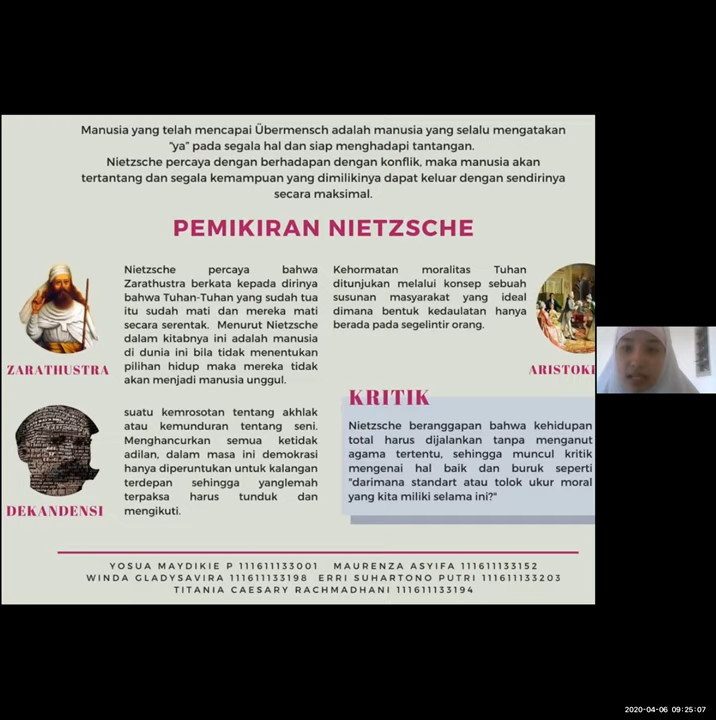 Manusia yang telah mencapai Übermensch adalah manusia yang selalu mengatakan
"ya" pada segala hal dan siap menghadapi tantangan.
Nietzsche percaya dengan berhadapan dengan konflik, maka manusia akan
tertantang dan segala kemampuan yang dimilikinya dapat keluar dengan sendirinya
secara maksimal.
PEMIKIRAN NIETZSCHE
Nietzsche percaya bahwa
Zarathustra berkata kepada dirinya
bahwa Tuhan-Tuhan yang sudah tua
itu sudah mati dan mereka mati
secara serentak. Menurut Nietzsche
dalam kitabnya ini adalah manusia
di dunia ini bila tidak menentukan
pilihan hidup maka mereka tidak
akan menjadi manusia unggul.
ZARATHUSTRA
Kehormatan moralitas Tuhan
ditunjukan melalui konsep sebuah
susunan masyarakat yang ideal
dimana bentuk kedaulatan hanya
berada pada segelintir orang.
suatu kemrosotan tentang akhlak
atau kemunduran tentang seni.
Menghancurkan semua ketidak
adilan, dalam masa ini demokrasi
hanya diperuntukan untuk kalangan
terdepan sehingga yanglemah
terpaksa harus tunduk dan
mengikuti.
DEKANDENSI
KRITIK
Nietzsche beranggapan bahwa kehidupan
total harus dijalankan tanpa menganut
agama tertentu, sehingga muncul kritik
mengenai hal baik dan buruk seperti
"darimana standart atau tolok ukur moral
yang kita miliki selama ini?"
YOSUA MAYDIKIE P 111611133001 MAURENZA ASYIFA 111611133152
WINDA GLADYSAVIRA 111611133198 ERRI SUHARTONO PUTRI 111611133203
TITANIA CAESARY RACHMADHANI 111611133194
2020-04-06 09:25:07